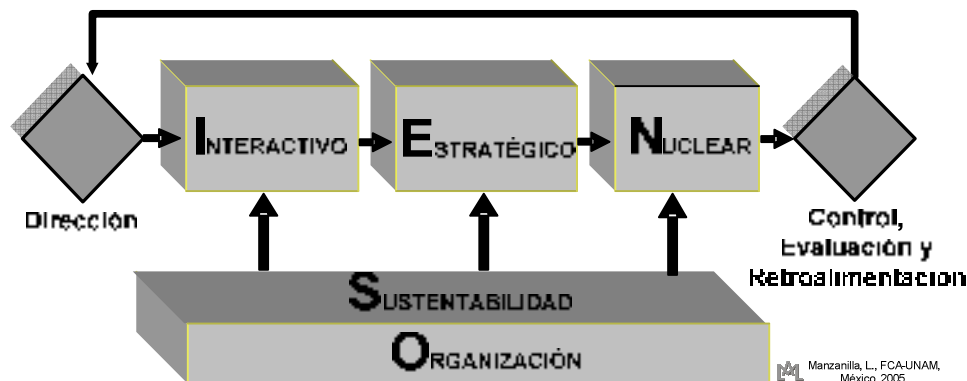 INTERACTIVO
ESTRATÉGICO
NUCLEAR
Dirección
Control,
Evaluación y
Retroalimentación
SUSTENTABILIDAD
ORGANIZACIÓN
Manzanilla, L., FCA-UNAM,
México, 2005